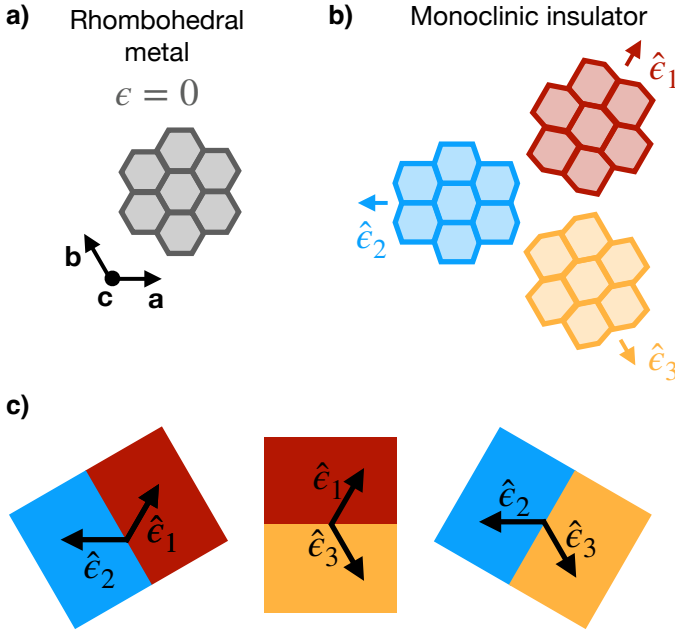 a)
Rhombohedral
metal
ϵ = 0
b
c
a
b)
Monoclinic insulator
ϵ̂₁
ϵ̂₂
ϵ̂₃
c)
ϵ̂₁
ϵ̂₂
ϵ̂₁
ϵ̂₃
ϵ̂₂
ϵ̂₃